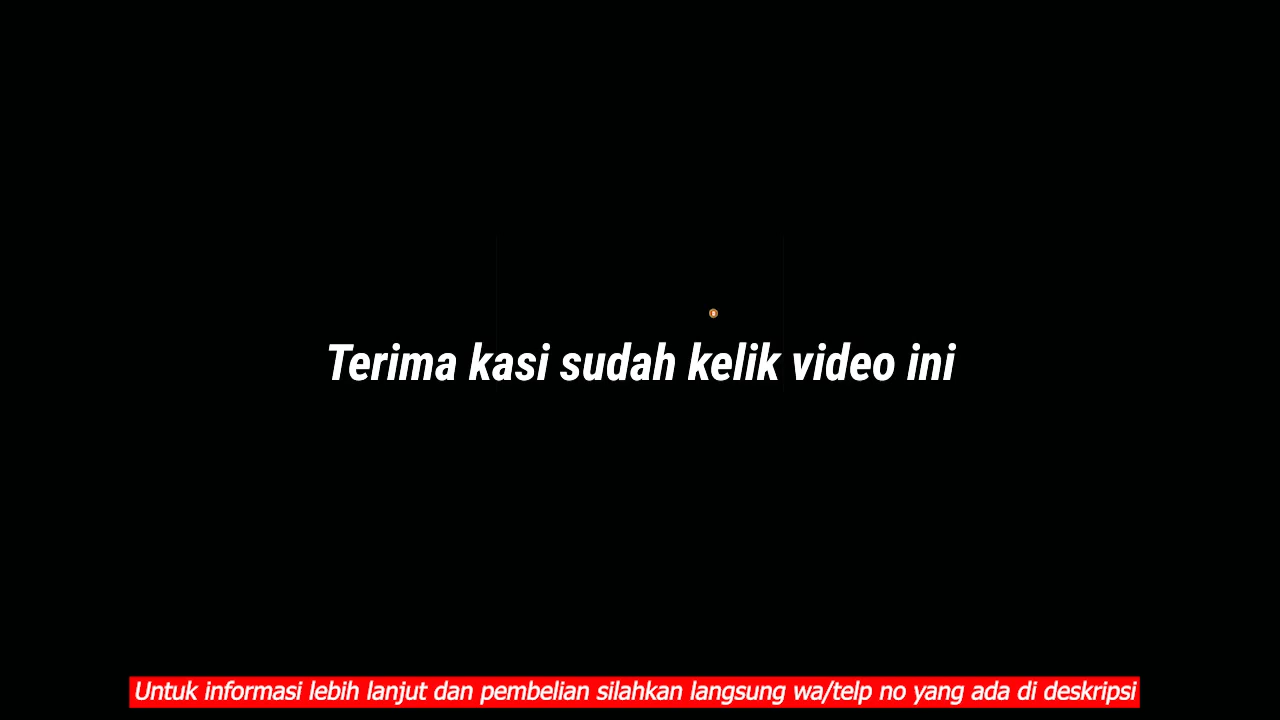 Terima kasi sudah kelik video ini
Untuk informasi lebih lanjut dan pembelian silahkan langsung wa/telp no yang ada di deskripsi